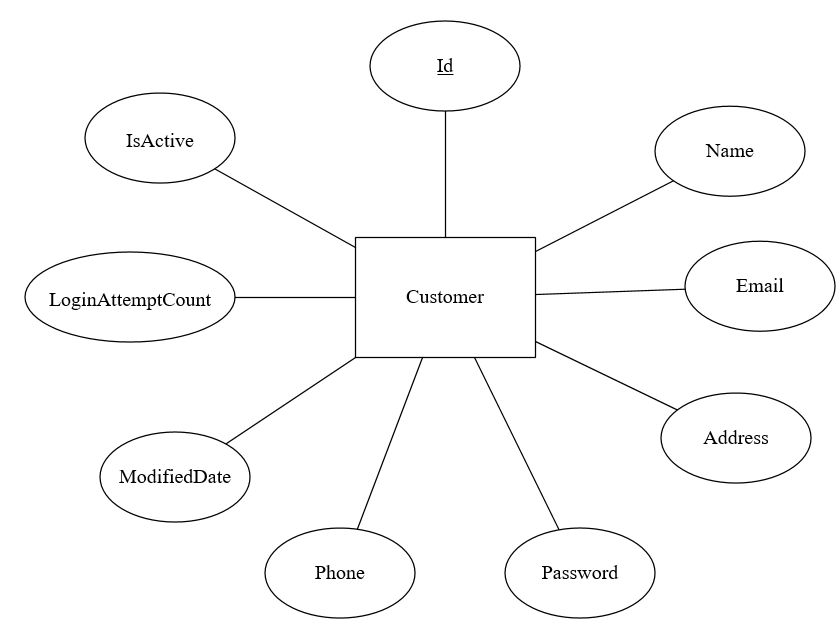 Id
IsActive
Name
Email
Customer
LoginAttemptCount
Address
ModifiedDate
Phone
Password